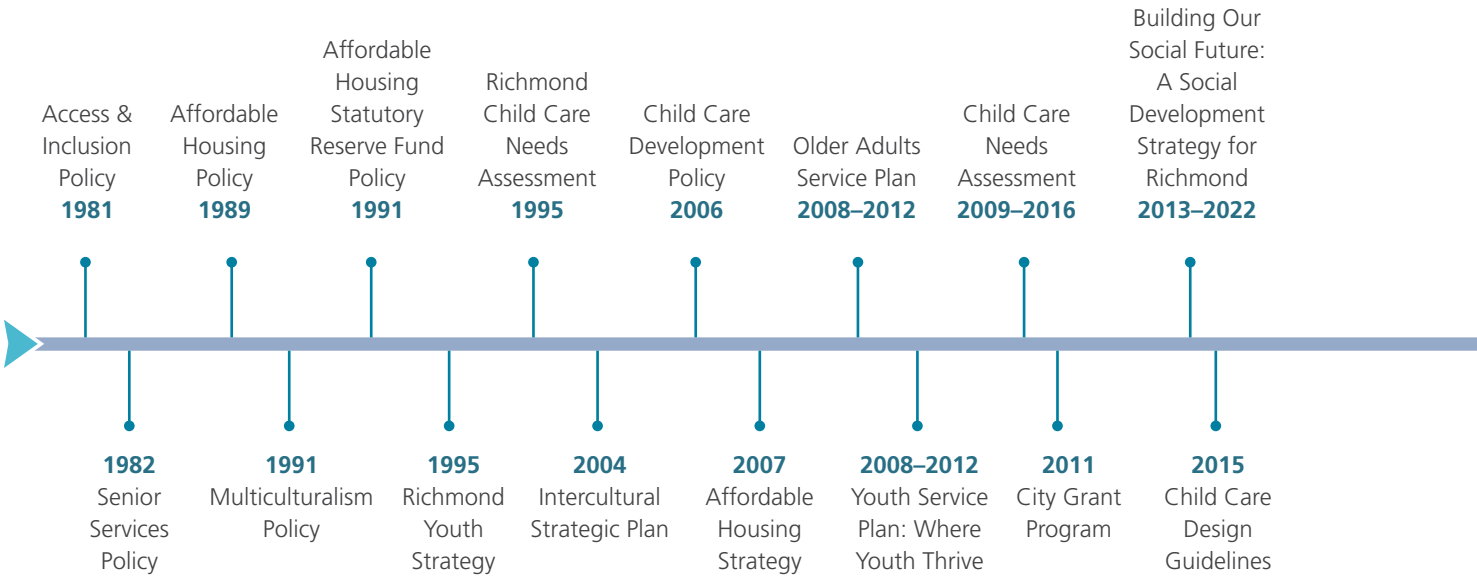 Access &
Inclusion
Policy
1981
Affordable
Housing
Policy
1989
Affordable
Housing
Statutory
Reserve Fund
Policy
1991
Richmond
Child Care
Needs
Assessment
1995
Child Care
Development
Policy
2006
Older Adults
Service Plan
2008–2012
Child Care
Needs
Assessment
2009–2016
Building Our
Social Future:
A Social
Development
Strategy for
Richmond
2013–2022
1982
Senior
Services
Policy
1991
Multiculturalism
Policy
1995
Richmond
Youth
Strategy
2004
Intercultural
Strategic Plan
2007
Affordable
Housing
Strategy
2008–2012
Youth Service
Plan: Where
Youth Thrive
2011
City Grant
Program
2015
Child Care
Design
Guidelines